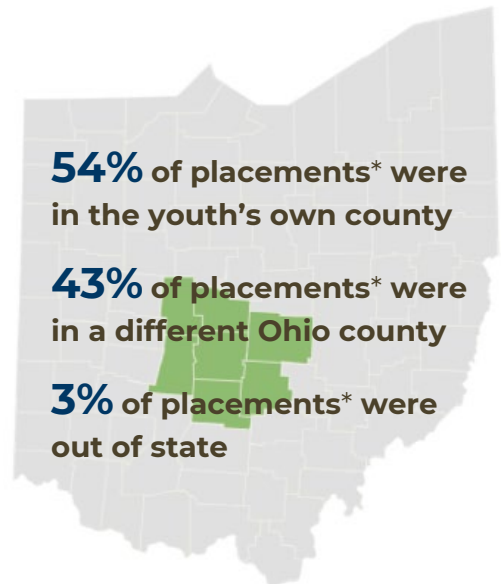 54% of placements* were
in the youth's own county
43% of placements* were
in a different Ohio county
3% of placements* were
out of state